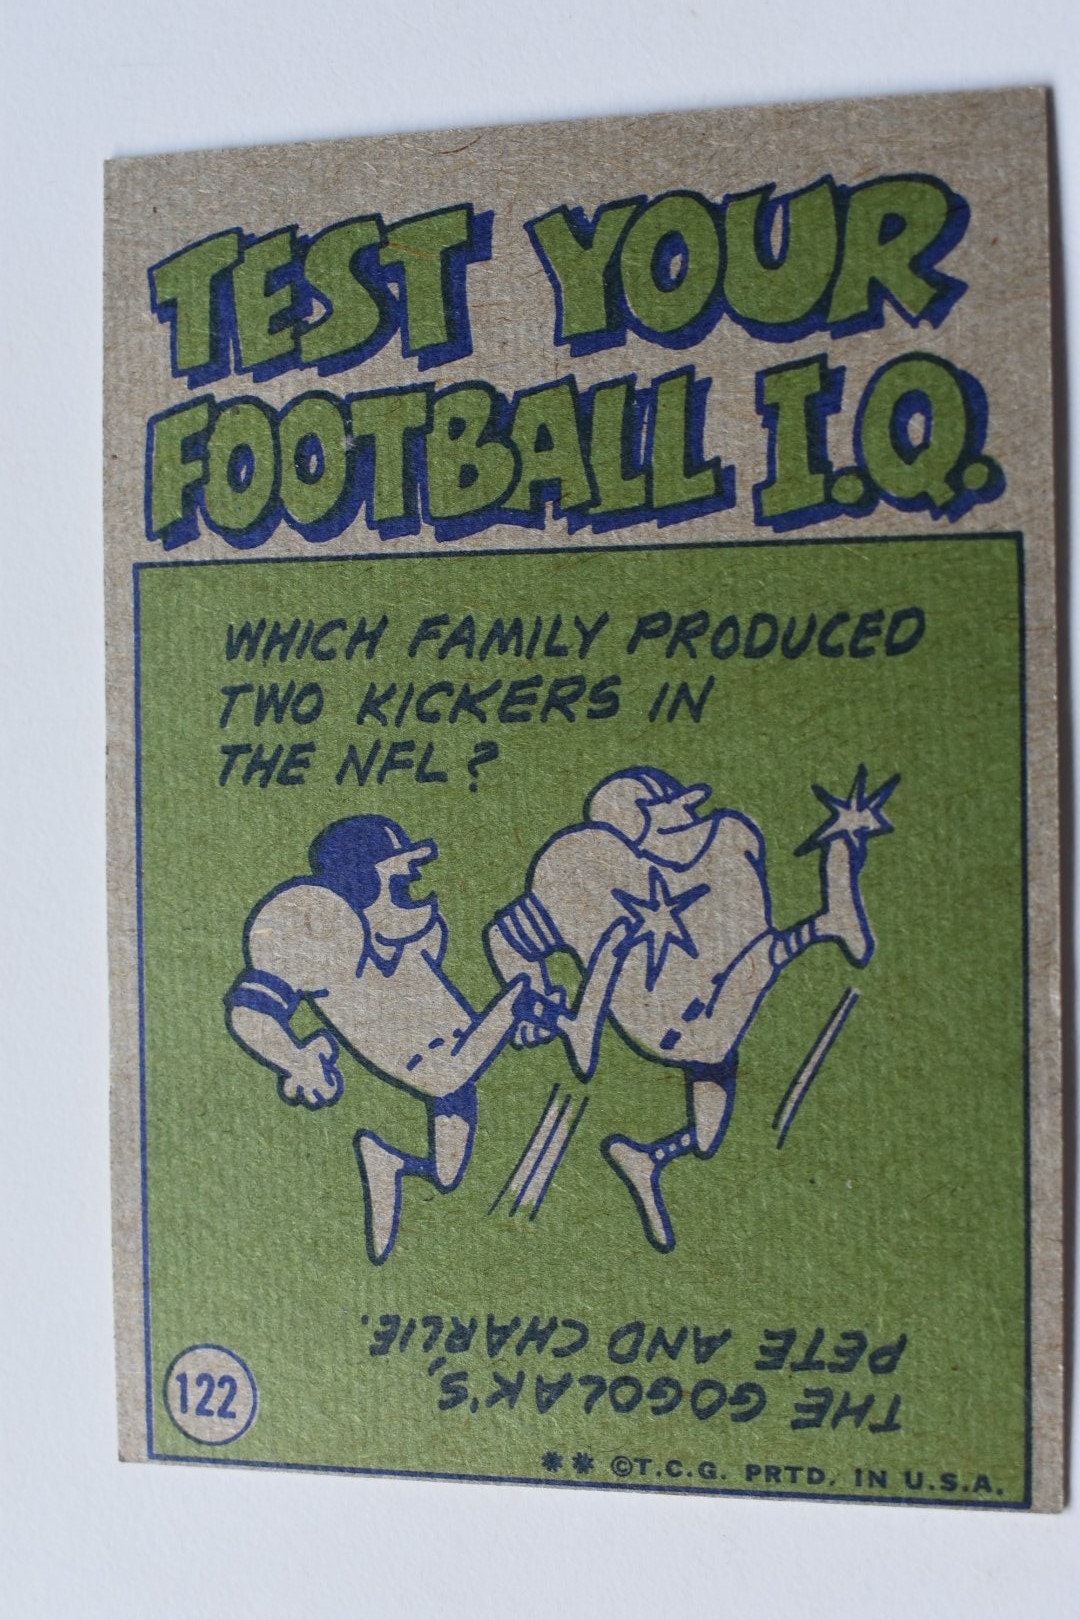 TEST YOUR
FOOTBALL I.Q.
WHICH FAMILY PRODUCED
TWO KICKERS IN
THE NFL?
THE GOGOLAK'S,
PETE AND CHARLIE.
122
** ©T.C.G. PRTD. IN U.S.A.